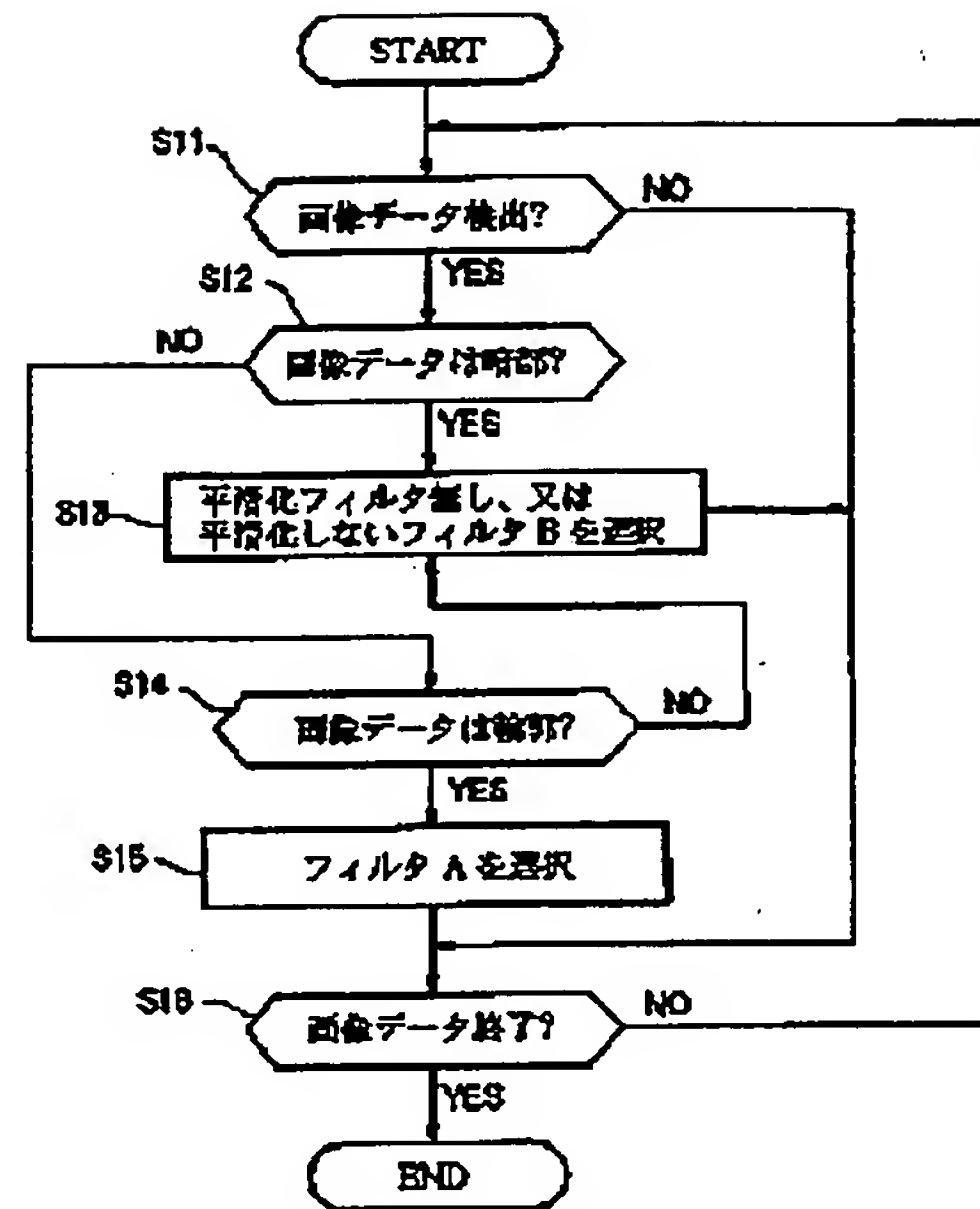 START
S11
画像データ検出?
NO
YES
S12
NO
画像データは暗部?
YES
S13
平滑化フィルタ無し、又は
平滑化しないフィルタ B を選択
S14
画像データは輪郭?
NO
YES
S15
フィルタ A を選択
S16
画像データ終了?
NO
YES
END